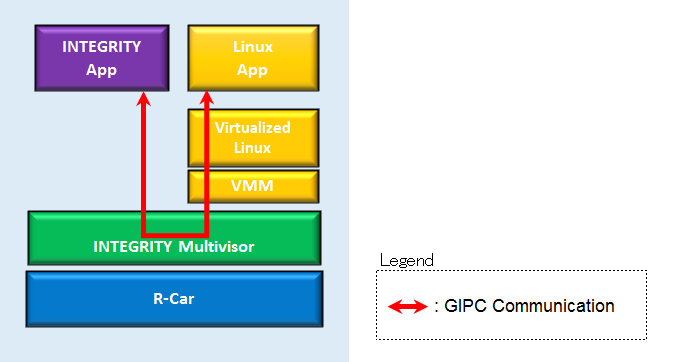 INTEGRITY
App
Linux
App
Virtualized
Linux
VMM
INTEGRITY Multivisor
R-Car
Legend
: GIPC Communication